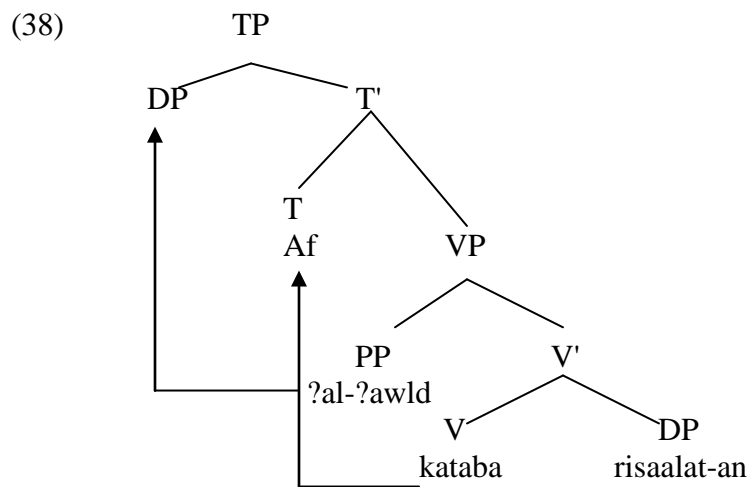 (38) TP
DP T'
T
Af VP
PP V'
?al-?awld
V DP
kataba risaalat-an